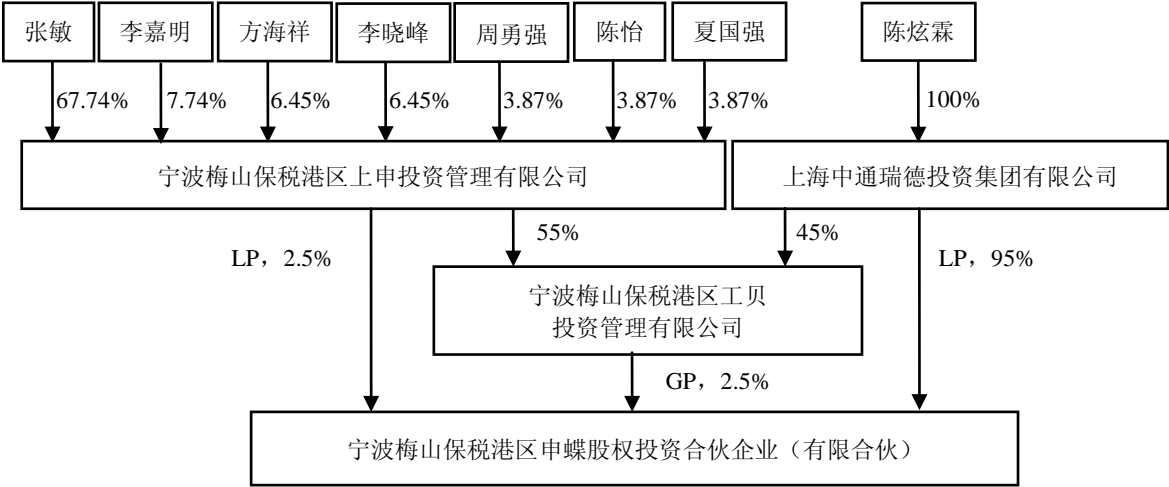 张敏
李嘉明
方海祥
李晓峰
周勇强
陈怡
夏国强
陈炫霖
67.74%
7.74%
6.45%
6.45%
3.87%
3.87%
3.87%
100%
宁波梅山保税港区上申投资管理有限公司
上海中通瑞德投资集团有限公司
LP，2.5%
55%
45%
LP，95%
宁波梅山保税港区工贝
投资管理有限公司
GP，2.5%
宁波梅山保税港区申蝶股权投资合伙企业（有限合伙）